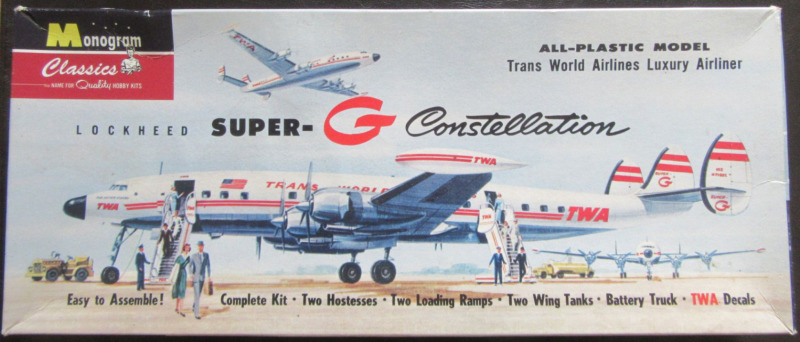 Monogram
Classics
The NAME FOR Quality HOBBY KITS
ALL-PLASTIC MODEL
Trans World Airlines Luxury Airliner
LOCKHEED SUPER-G Constellation
TWA
TRANS WORLD
TWA
TWA
SUPER G
SUPER G
Easy to Assemble! Complete Kit · Two Hostesses · Two Loading Ramps · Two Wing Tanks · Battery Truck · TWA Decals